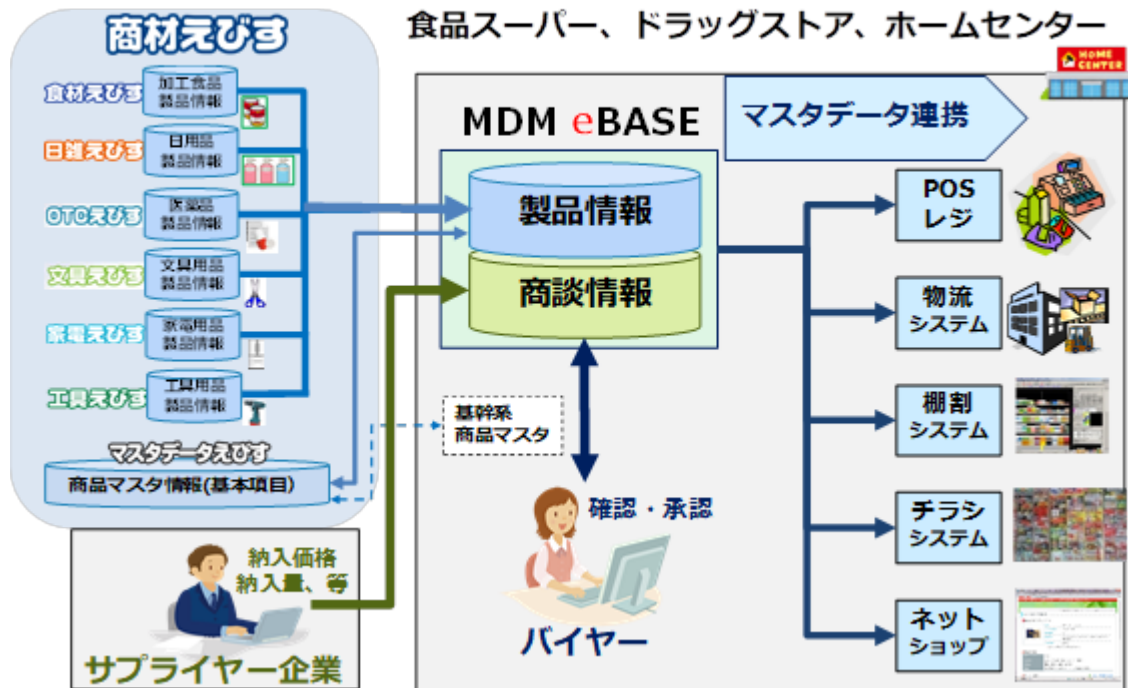 商材えびす
食材えびす
加工食品
製品情報
日雑えびす
日用品
製品情報
OTCえびす
医薬品
製品情報
文具えびす
文具用品
製品情報
家電えびす
家電用品
製品情報
工具えびす
工具用品
製品情報
マスタデータえびす
商品マスタ情報(基本項目)
納入価格
納入量、等
サプライヤー企業
食品スーパー、ドラッグストア、ホームセンター
HOME
CENTER
MDM eBASE
マスタデータ連携
製品情報
商談情報
基幹系
商品マスタ
確認・承認
バイヤー
POS
レジ
物流
システム
棚割
システム
チラシ
システム
ネット
ショップ